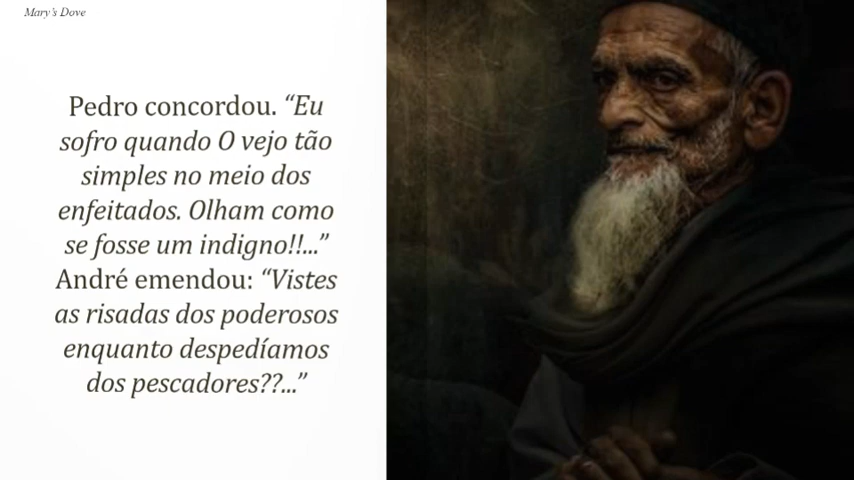 Mary's Dove
Pedro concordou. “Eu
sofro quando O vejo tão
simples no meio dos
enfeitados. Olham como
se fosse um indigno!!...”
André emendou: “Vistes
as risadas dos poderosos
enquanto despedíamos
dos pescadores??...”